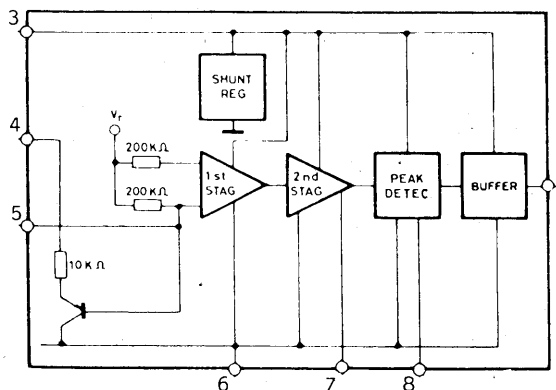 3
SHUNT
REG
Vr
4
200KΩ
1st
STAG
2nd
STAG
PEAK
DETEC.
BUFFER
200KΩ
5
10KΩ
6
7
8